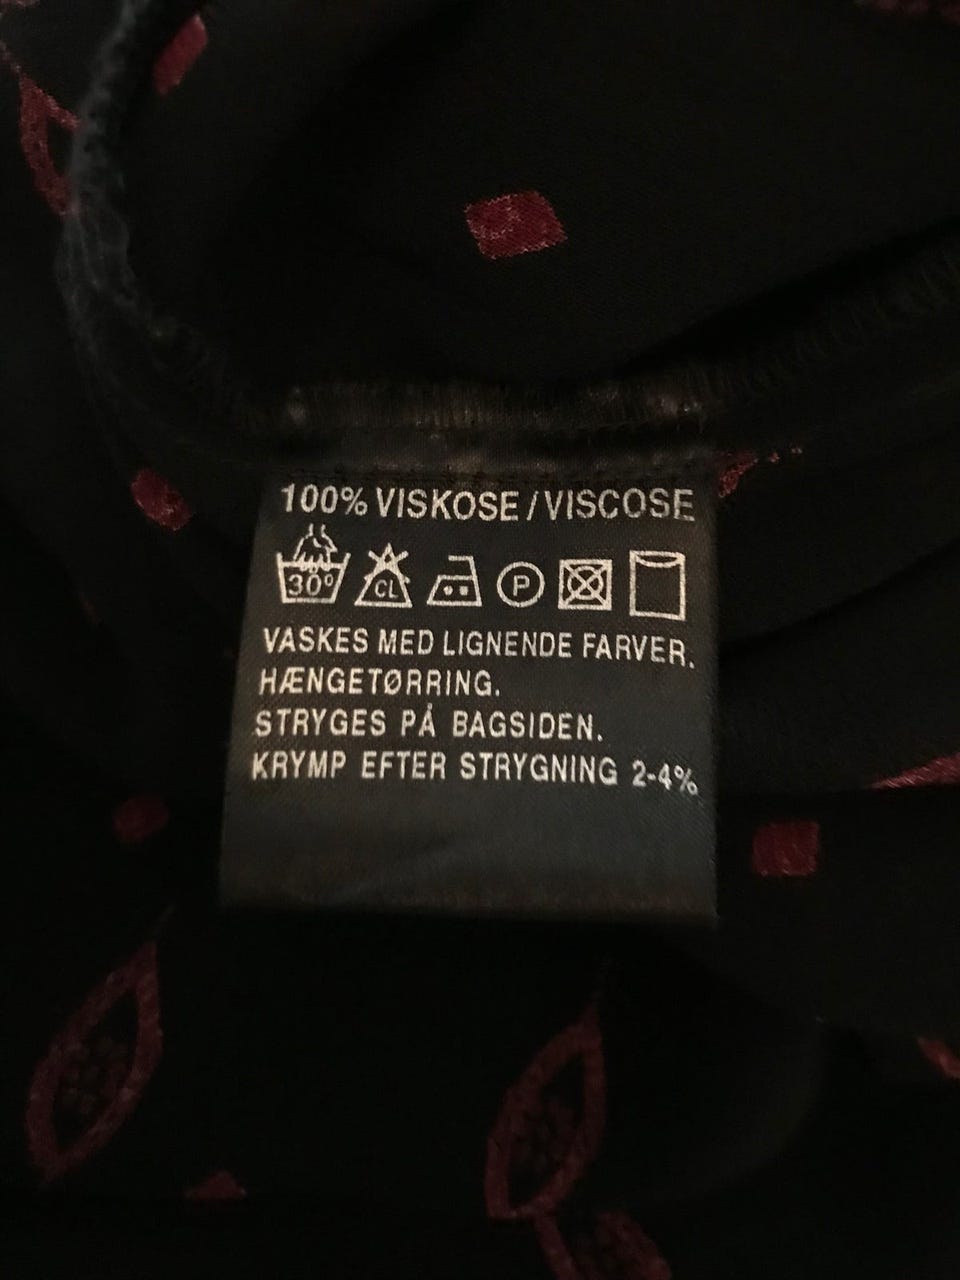 100% VISKOSE/VISCOSE
30° CL P
VASKES MED LIGNENDE FARVER.
HÆNGETØRRING.
STRYGES PÅ BAGSIDEN.
KRYMP EFTER STRYGNING 2-4%